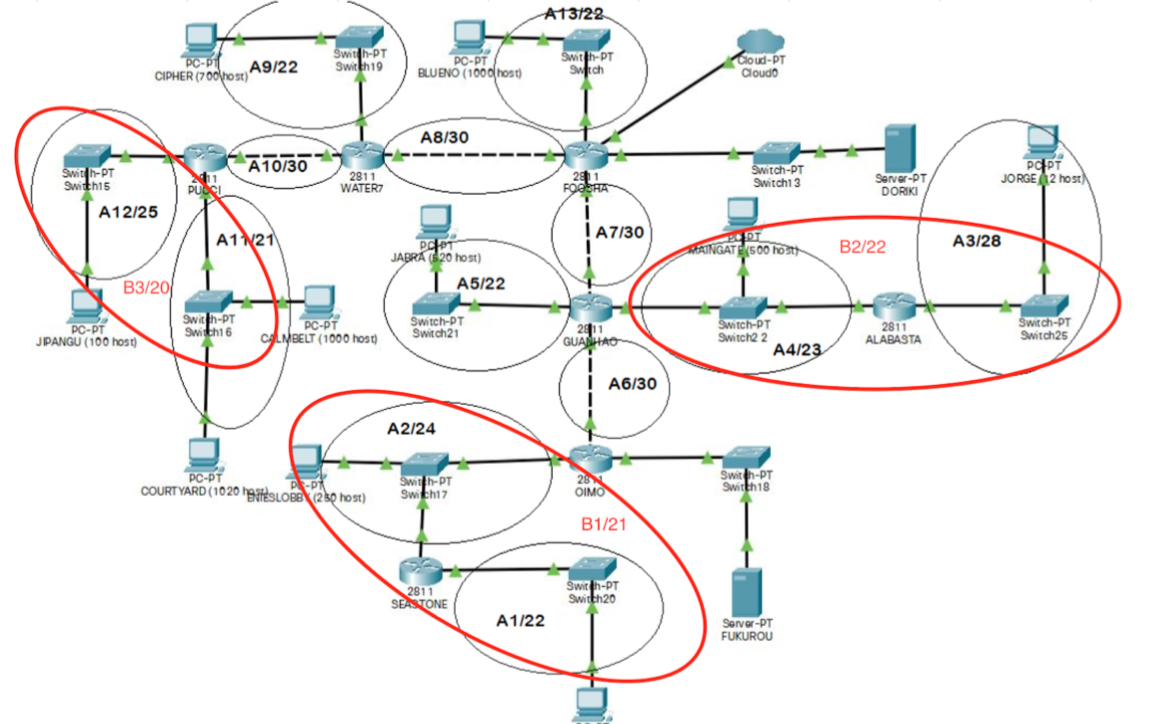 A13/22
PC-PT
CIPHER (700 host)
Switch-PT
Switch19
A9/22
PC-PT
BLUENO (1000 host)
Switch-PT
Switch
Cloud-PT
Cloud0
A8/30
A10/30
Switch-PT
Switch15
2811
PUCCI
2811
WATER7
2811
FOOSHA
Switch-PT
Switch13
Server-PT
DORIKI
PC-PT
JORGE (12 host)
A12/25
A11/21
A7/30
PC-PT
JABRA (520 host)
PC-PT
MAINGATE (500 host)
B2/22
A3/28
B3/20
A5/22
Switch-PT
Switch16
Switch-PT
Switch21
2811
GUANHAO
Switch-PT
Switch2 2
2811
ALABASTA
Switch-PT
Switch25
PC-PT
JIPANGU (100 host)
PC-PT
CALMBELT (1000 host)
A4/23
A6/30
A2/24
PC-PT
COURTYARD (1020 host)
PC-PT
ENIESLOBBY (250 host)
Switch-PT
Switch17
2811
OIMO
Switch-PT
Switch18
B1/21
2811
SEASTONE
Switch-PT
Switch20
A1/22
Server-PT
FUKUROU